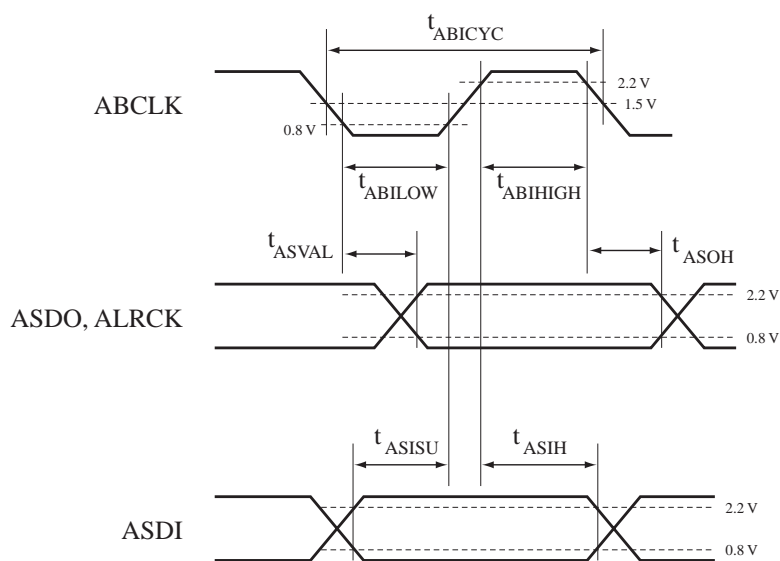 tABICYC
ABCLK
2.2 V
1.5 V
0.8 V
tABILOW
tABIHIGH
tASVAL
tASOH
ASDO, ALRCK
2.2 V
0.8 V
tASISU
tASIH
ASDI
2.2 V
0.8 V